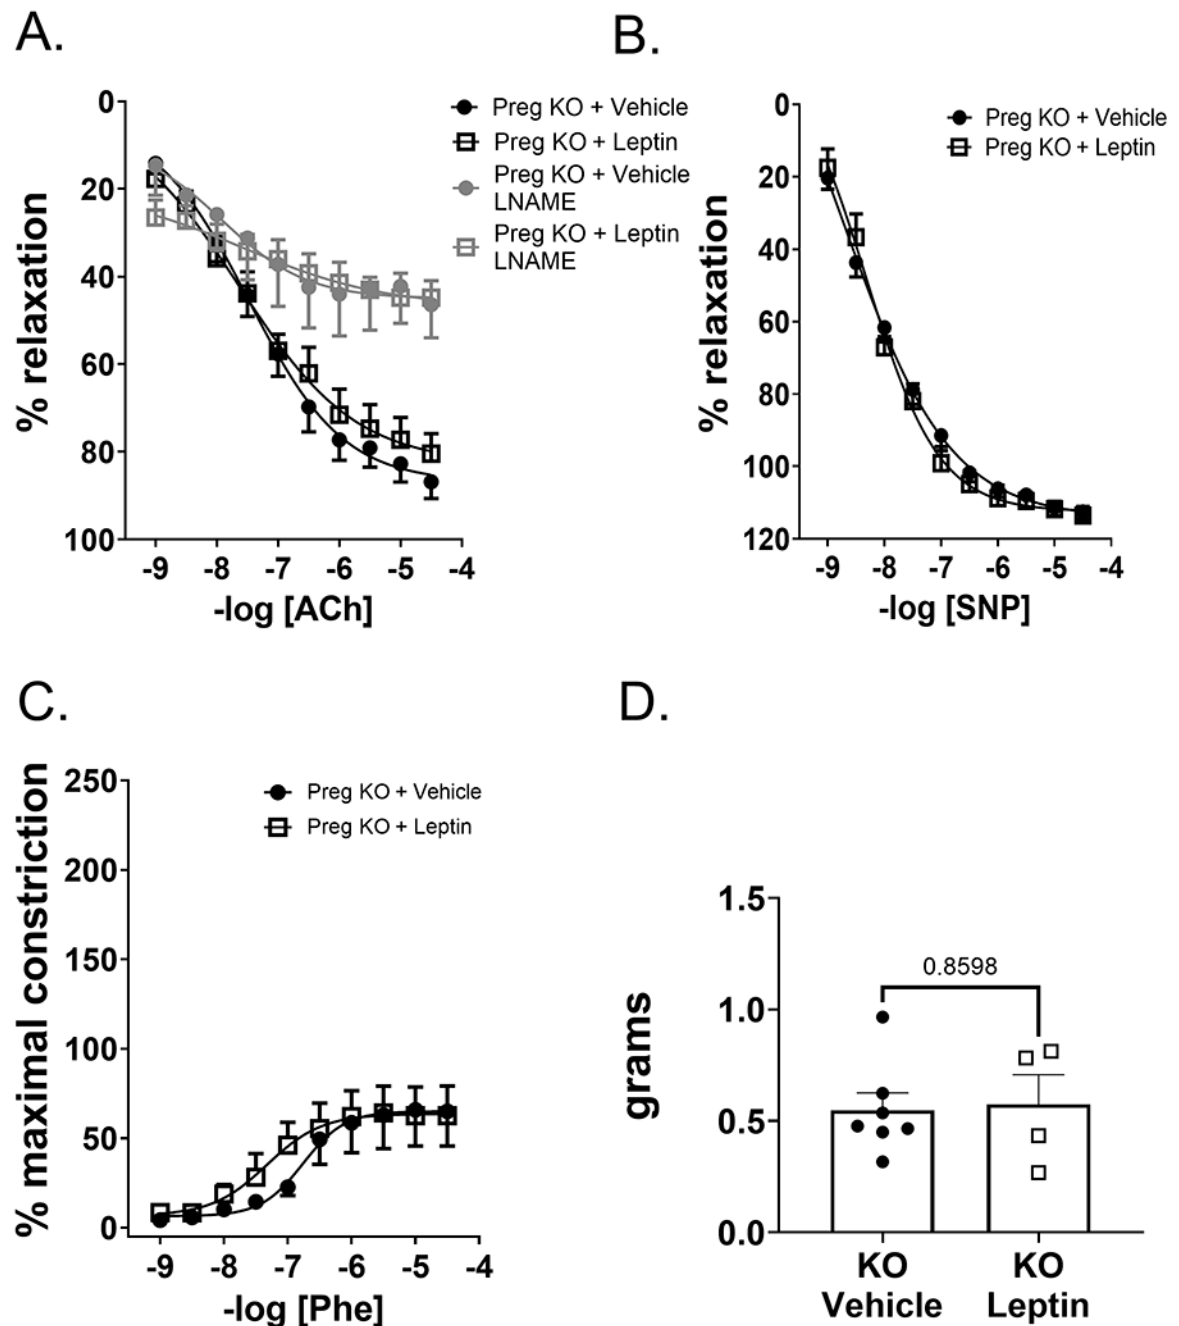 A.
% relaxation
0
20
40
60
80
100
-9 -8 -7 -6 -5 -4
-log [ACh]
Preg KO + Vehicle
Preg KO + Leptin
Preg KO + Vehicle
LNAME
Preg KO + Leptin
LNAME
B.
% relaxation
0
20
40
60
80
100
120
-9 -8 -7 -6 -5 -4
-log [SNP]
Preg KO + Vehicle
Preg KO + Leptin
C.
% maximal constriction
250
200
150
100
50
0
-9 -8 -7 -6 -5 -4
-log [Phe]
Preg KO + Vehicle
Preg KO + Leptin
D.
grams
1.5
1.0
0.5
0.0
0.8598
KO
Vehicle
KO
Leptin